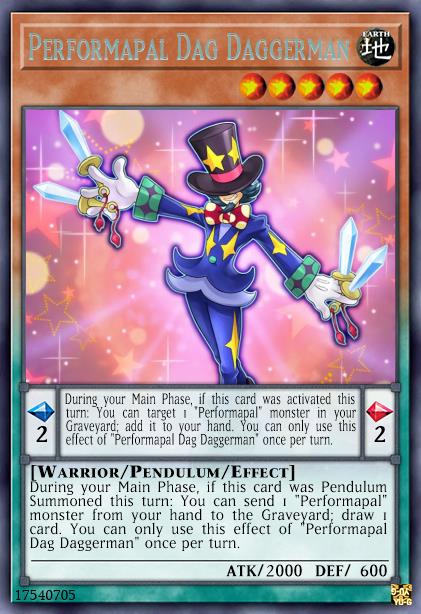 PERFORMAPAL DAG DAGGERMAN
EARTH
地
During your Main Phase, if this card was activated this
turn: You can target 1 "Performapal" monster in your
Graveyard; add it to your hand. You can only use this
effect of "Performapal Dag Daggerman" once per turn.
2
2
[WARRIOR/PENDULUM/EFFECT]
During your Main Phase, if this card was Pendulum
Summoned this turn: You can send 1 "Performapal"
monster from your hand to the Graveyard; draw 1
card. You can only use this effect of "Performapal
Dag Daggerman" once per turn.
ATK/2000 DEF/ 600
17540705